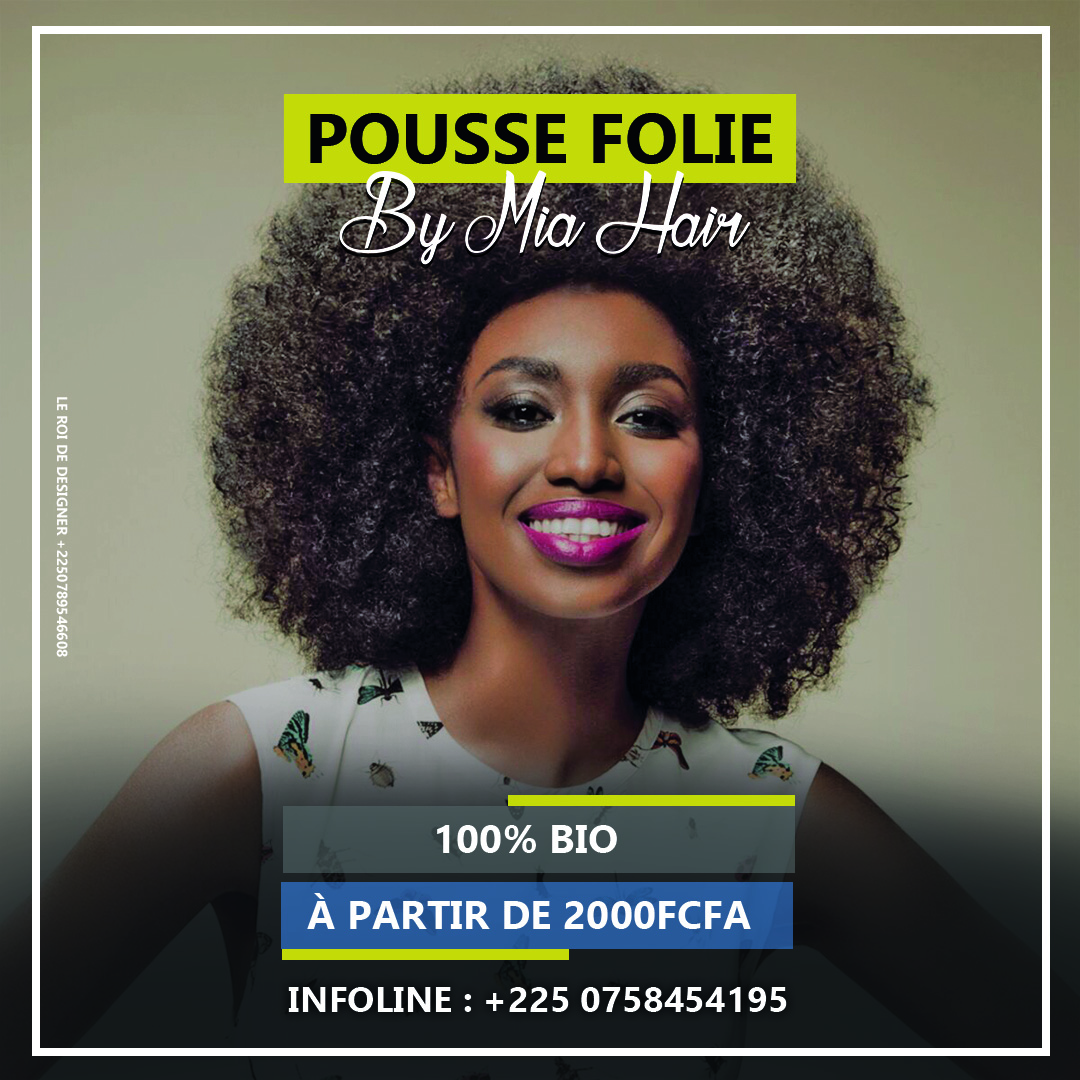 POUSSE FOLIE
By Mia Hair
LE ROI DE DESIGNER +2250789546608
100% BIO
À PARTIR DE 2000FCFA
INFOLINE : +225 0758454195